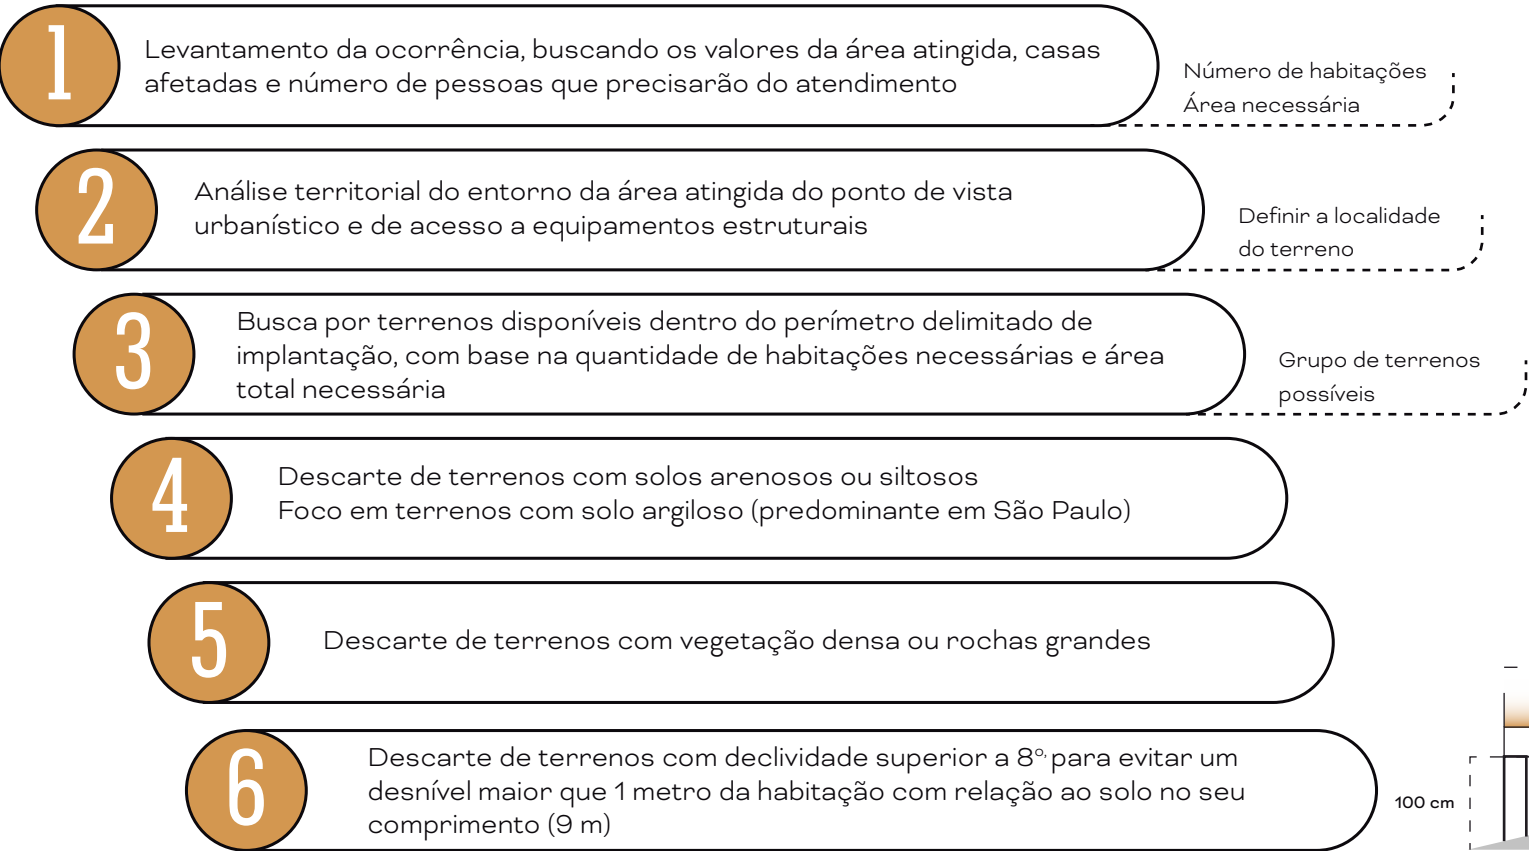 1
Levantamento da ocorrência, buscando os valores da área atingida, casas
afetadas e número de pessoas que precisarão do atendimento
Número de habitações
Área necessária
2
Análise territorial do entorno da área atingida do ponto de vista
urbanístico e de acesso a equipamentos estruturais
Definir a localidade
do terreno
3
Busca por terrenos disponíveis dentro do perímetro delimitado de
implantação, com base na quantidade de habitações necessárias e área
total necessária
Grupo de terrenos
possíveis
4
Descarte de terrenos com solos arenosos ou siltosos
Foco em terrenos com solo argiloso (predominante em São Paulo)
5
Descarte de terrenos com vegetação densa ou rochas grandes
6
Descarte de terrenos com declividade superior a 8º, para evitar um
desnível maior que 1 metro da habitação com relação ao solo no seu
comprimento (9 m)
100 cm